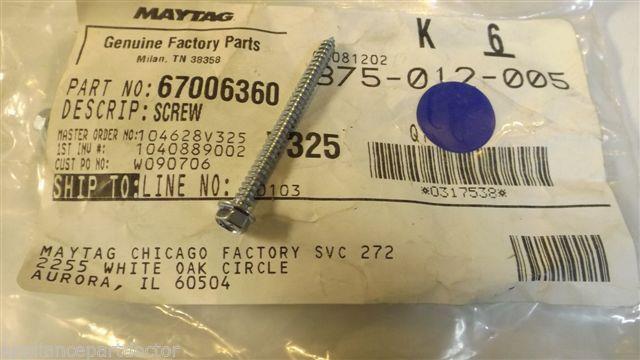 MAYTAG
Genuine Factory Parts
Milan, TN 38358
K 6
081202
875-012-005
PART NO: 67006360
DESCRIP: SCREW
MASTER ORDER NO: 104628V325
325
1ST INV #: 1040889002
CUST PO NO: W090706
SHIP TO: LINE NO:
0103
*0317538*
MAYTAG CHICAGO FACTORY SVC 272
2255 WHITE OAK CIRCLE
AURORA, IL 60504
appliancepartdoctor